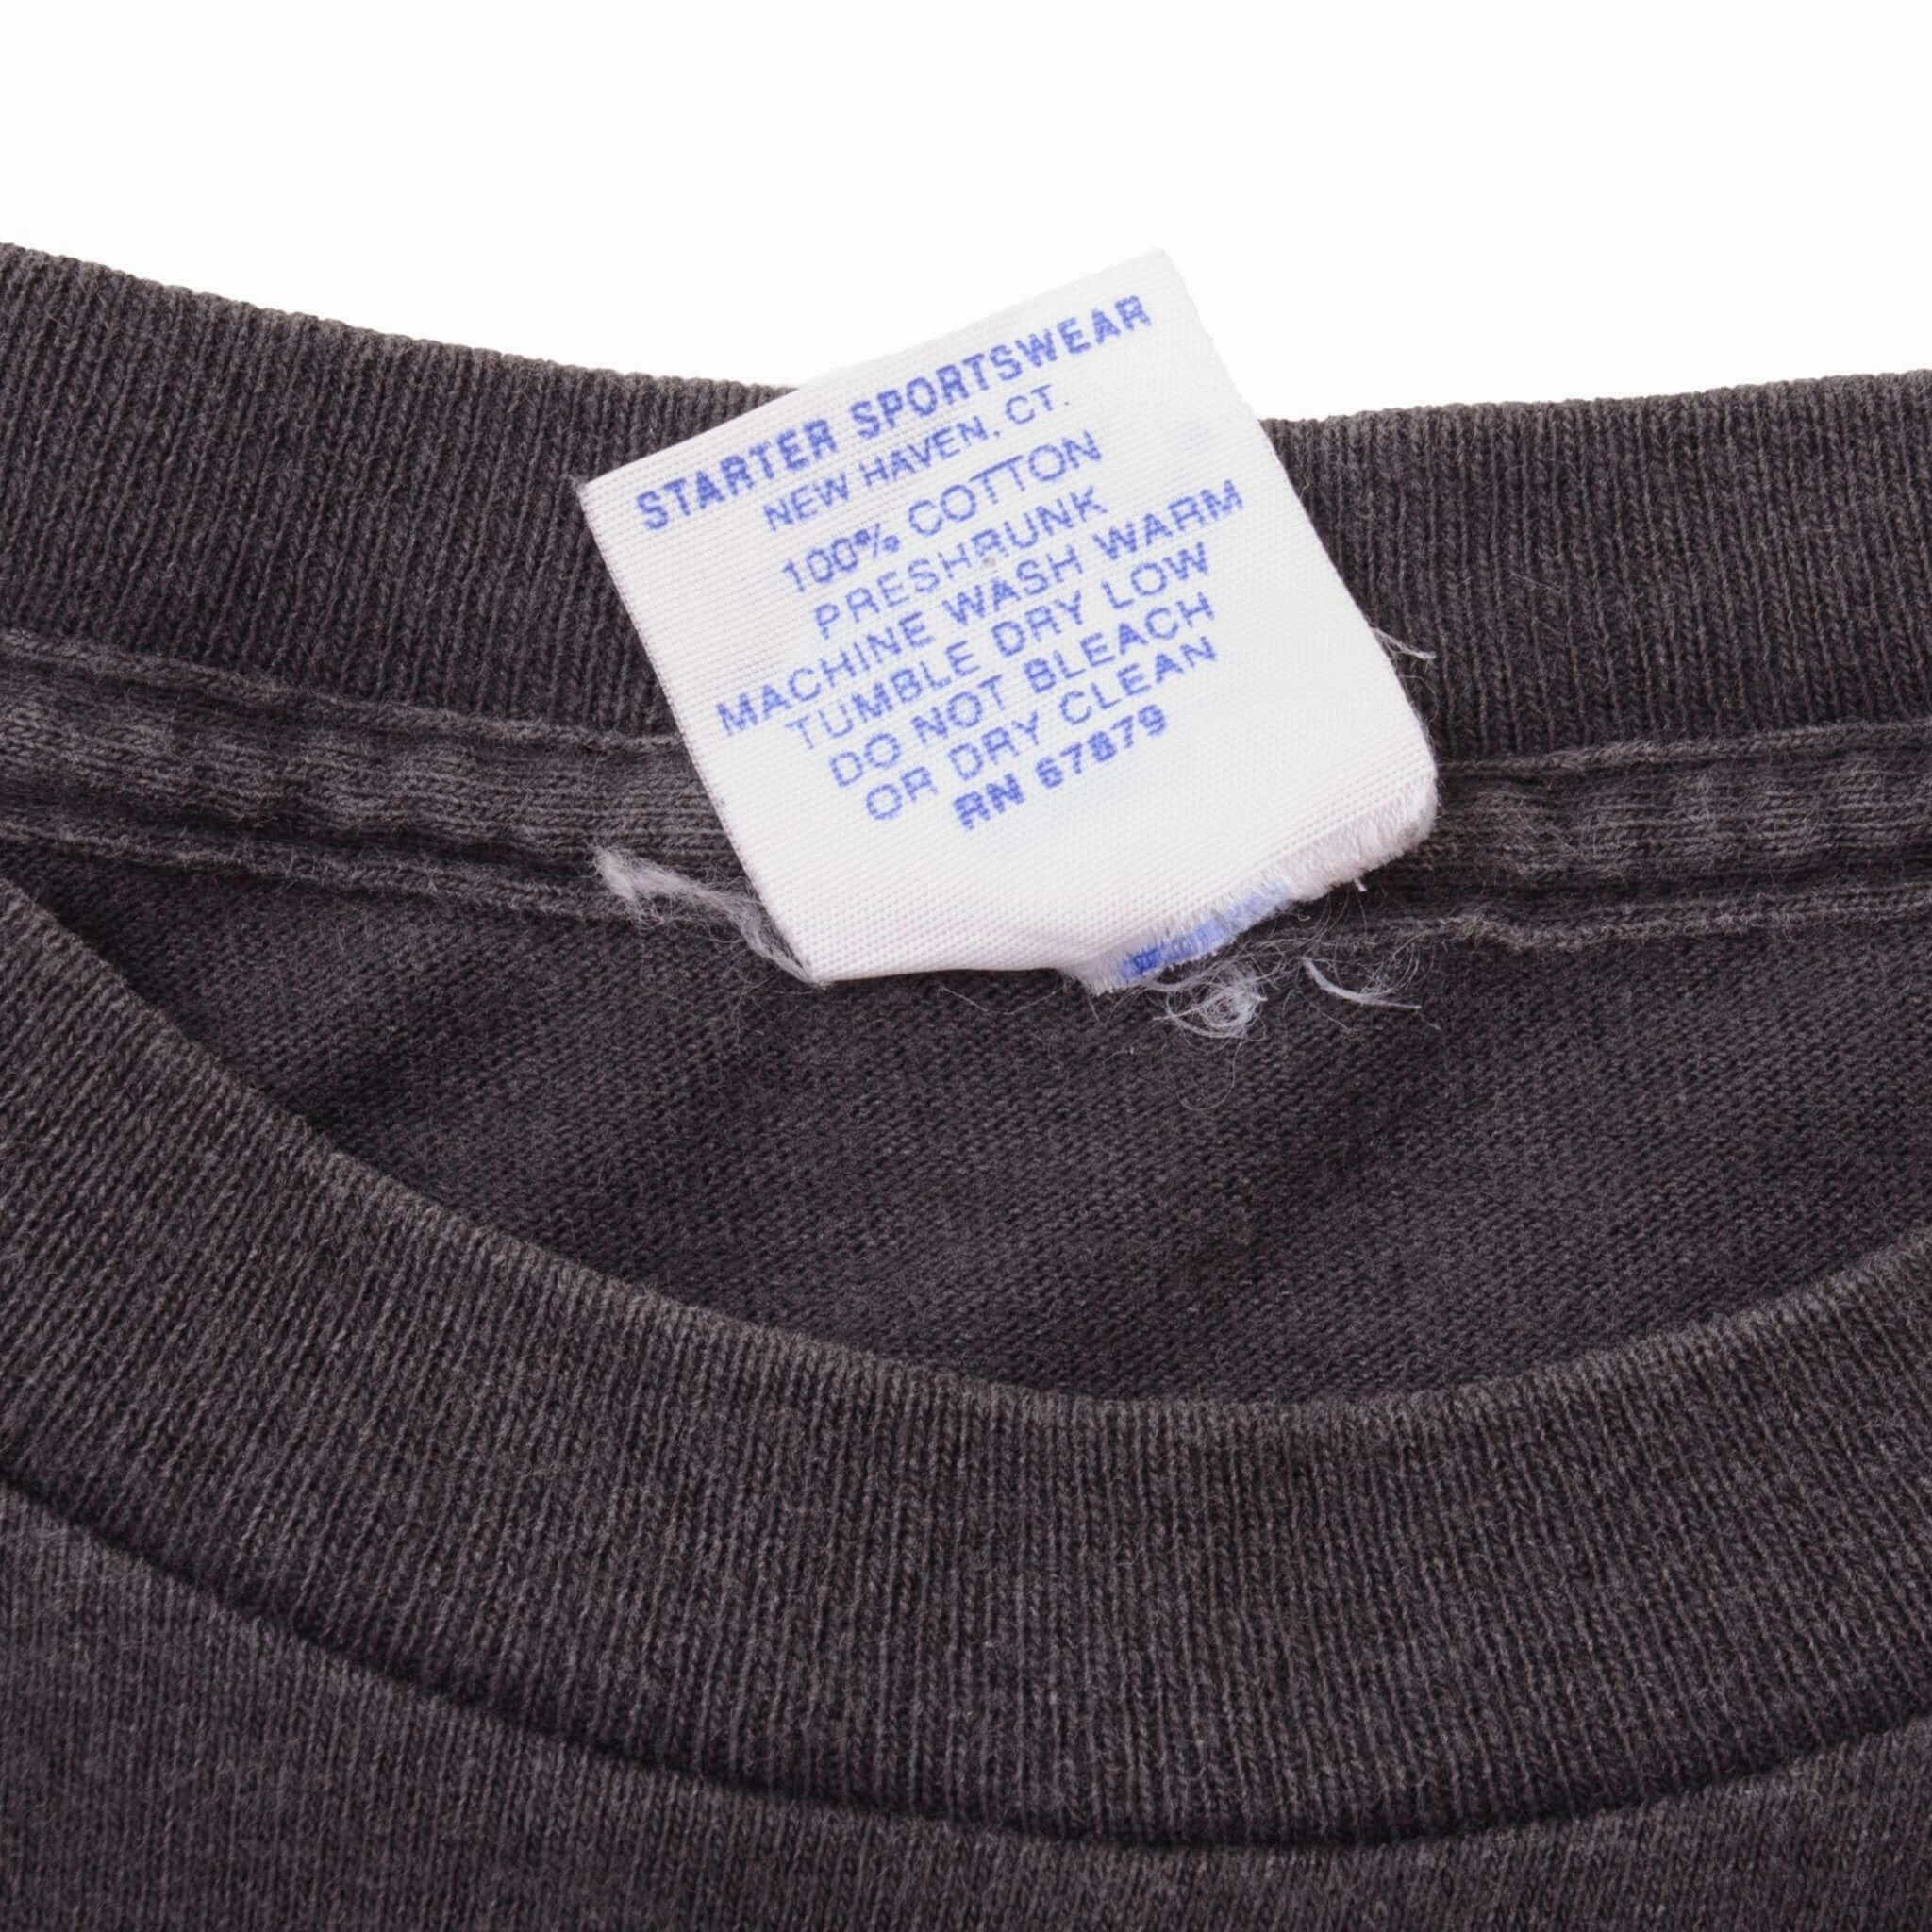 STARTER SPORTSWEAR
NEW HAVEN, CT.
100% COTTON
PRESHRUNK
MACHINE WASH WARM
TUMBLE DRY LOW
DO NOT BLEACH
OR DRY CLEAN
RN 67879